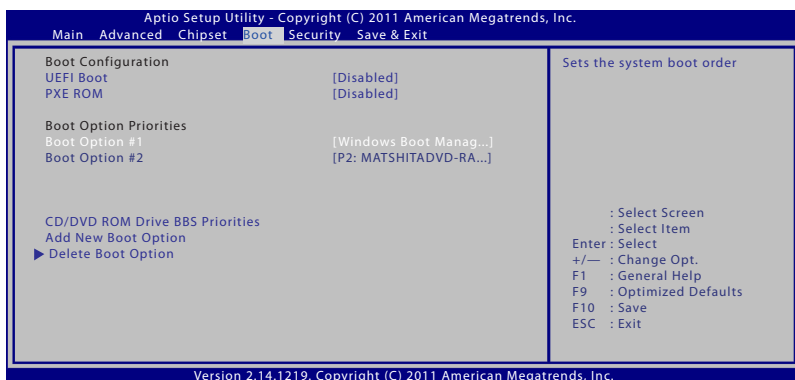 Aptio Setup Utility - Copyright (C) 2011 American Megatrends, Inc.
Main Advanced Chipset Boot Security Save & Exit
Boot Configuration
UEFI Boot [Disabled]
PXE ROM [Disabled]
Boot Option Priorities
Boot Option #1 [Windows Boot Manag...]
Boot Option #2 [P2: MATSHITADVD-RA...]
CD/DVD ROM Drive BBS Priorities
Add New Boot Option
Delete Boot Option
Sets the system boot order
: Select Screen
: Select Item
Enter : Select
+/— : Change Opt.
F1 : General Help
F9 : Optimized Defaults
F10 : Save
ESC : Exit
Version 2.14.1219. Copyright (C) 2011 American Megatrends, Inc.